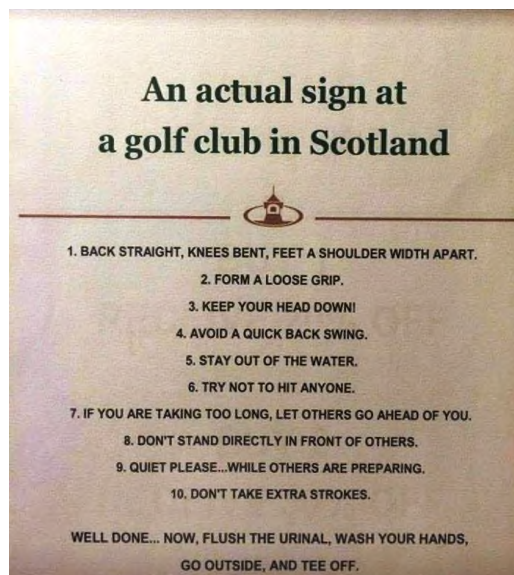 An actual sign at
a golf club in Scotland
1. BACK STRAIGHT, KNEES BENT, FEET A SHOULDER WIDTH APART.
2. FORM A LOOSE GRIP.
3. KEEP YOUR HEAD DOWN!
4. AVOID A QUICK BACK SWING.
5. STAY OUT OF THE WATER.
6. TRY NOT TO HIT ANYONE.
7. IF YOU ARE TAKING TOO LONG, LET OTHERS GO AHEAD OF YOU.
8. DON'T STAND DIRECTLY IN FRONT OF OTHERS.
9. QUIET PLEASE...WHILE OTHERS ARE PREPARING.
10. DON'T TAKE EXTRA STROKES.
WELL DONE... NOW, FLUSH THE URINAL, WASH YOUR HANDS,
GO OUTSIDE, AND TEE OFF.